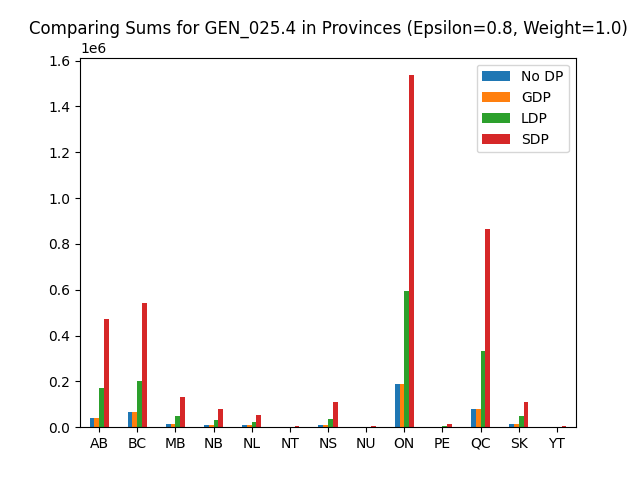 Comparing Sums for GEN_025.4 in Provinces (Epsilon=0.8, Weight=1.0)
1e6
No DP
GDP
LDP
SDP
1.6
1.4
1.2
1.0
0.8
0.6
0.4
0.2
0.0
AB BC MB NB NL NT NS NU ON PE QC SK YT